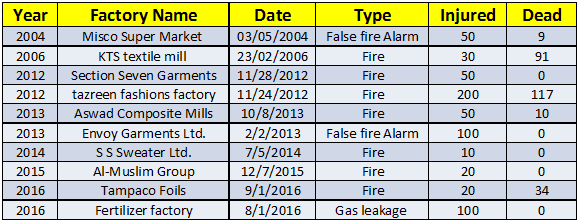 Year Factory Name Date Type Injured Dead
2004 Misco Super Market 03/05/2004 False fire Alarm 50 9
2006 KTS textile mill 23/02/2006 Fire 30 91
2012 Section Seven Garments 11/28/2012 Fire 50 0
2012 tazreen fashions factory 11/24/2012 Fire 200 117
2013 Aswad Composite Mills 10/8/2013 Fire 50 10
2013 Envoy Garments Ltd. 2/2/2013 False fire Alarm 100 0
2014 S S Sweater Ltd. 7/5/2014 Fire 10 0
2015 Al-Muslim Group 12/7/2015 Fire 20 0
2016 Tampaco Foils 9/1/2016 Fire 20 34
2016 Fertilizer factory 8/1/2016 Gas leakage 100 0